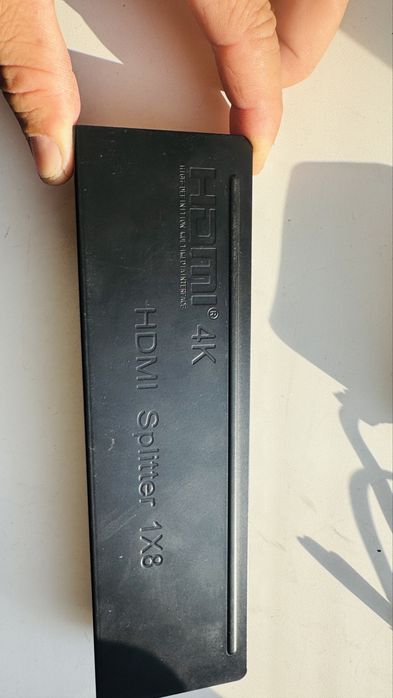 HDMI® 4K
HIGH-DEFINITION MULTIMEDIA INTERFACE
HDMI Splitter 1X8